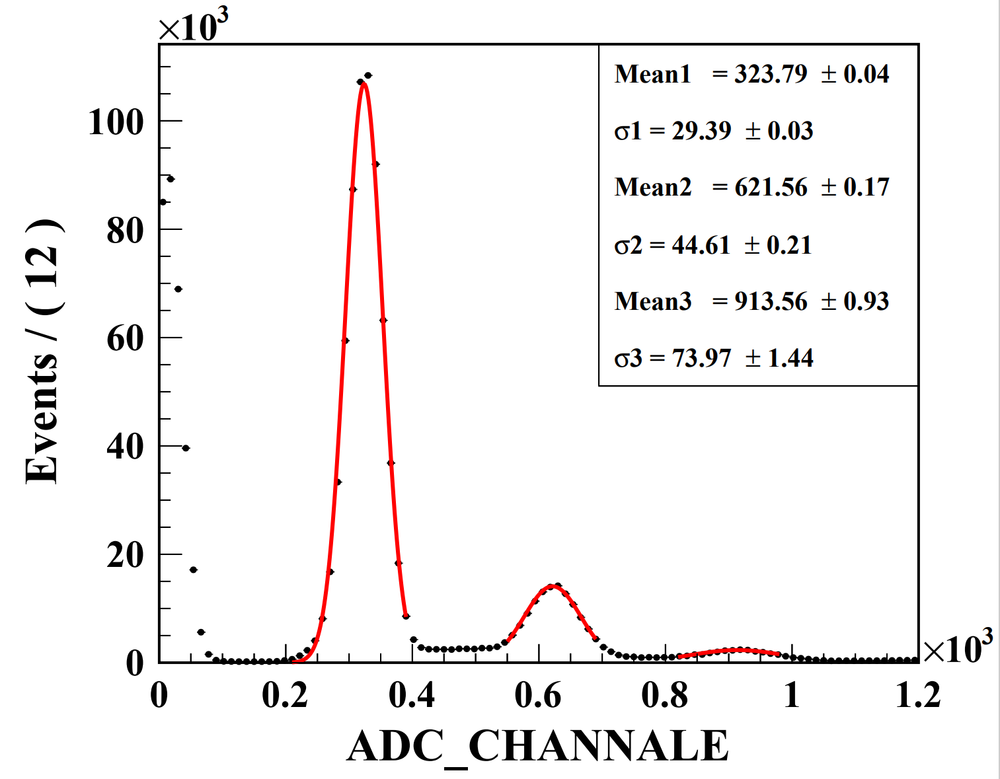 ×10³
Mean1 = 323.79 ± 0.04
σ1 = 29.39 ± 0.03
Mean2 = 621.56 ± 0.17
σ2 = 44.61 ± 0.21
Mean3 = 913.56 ± 0.93
σ3 = 73.97 ± 1.44
Events / ( 12 )
100
80
60
40
20
0
0 0.2 0.4 0.6 0.8 1 1.2
×10³
ADC_CHANNALE